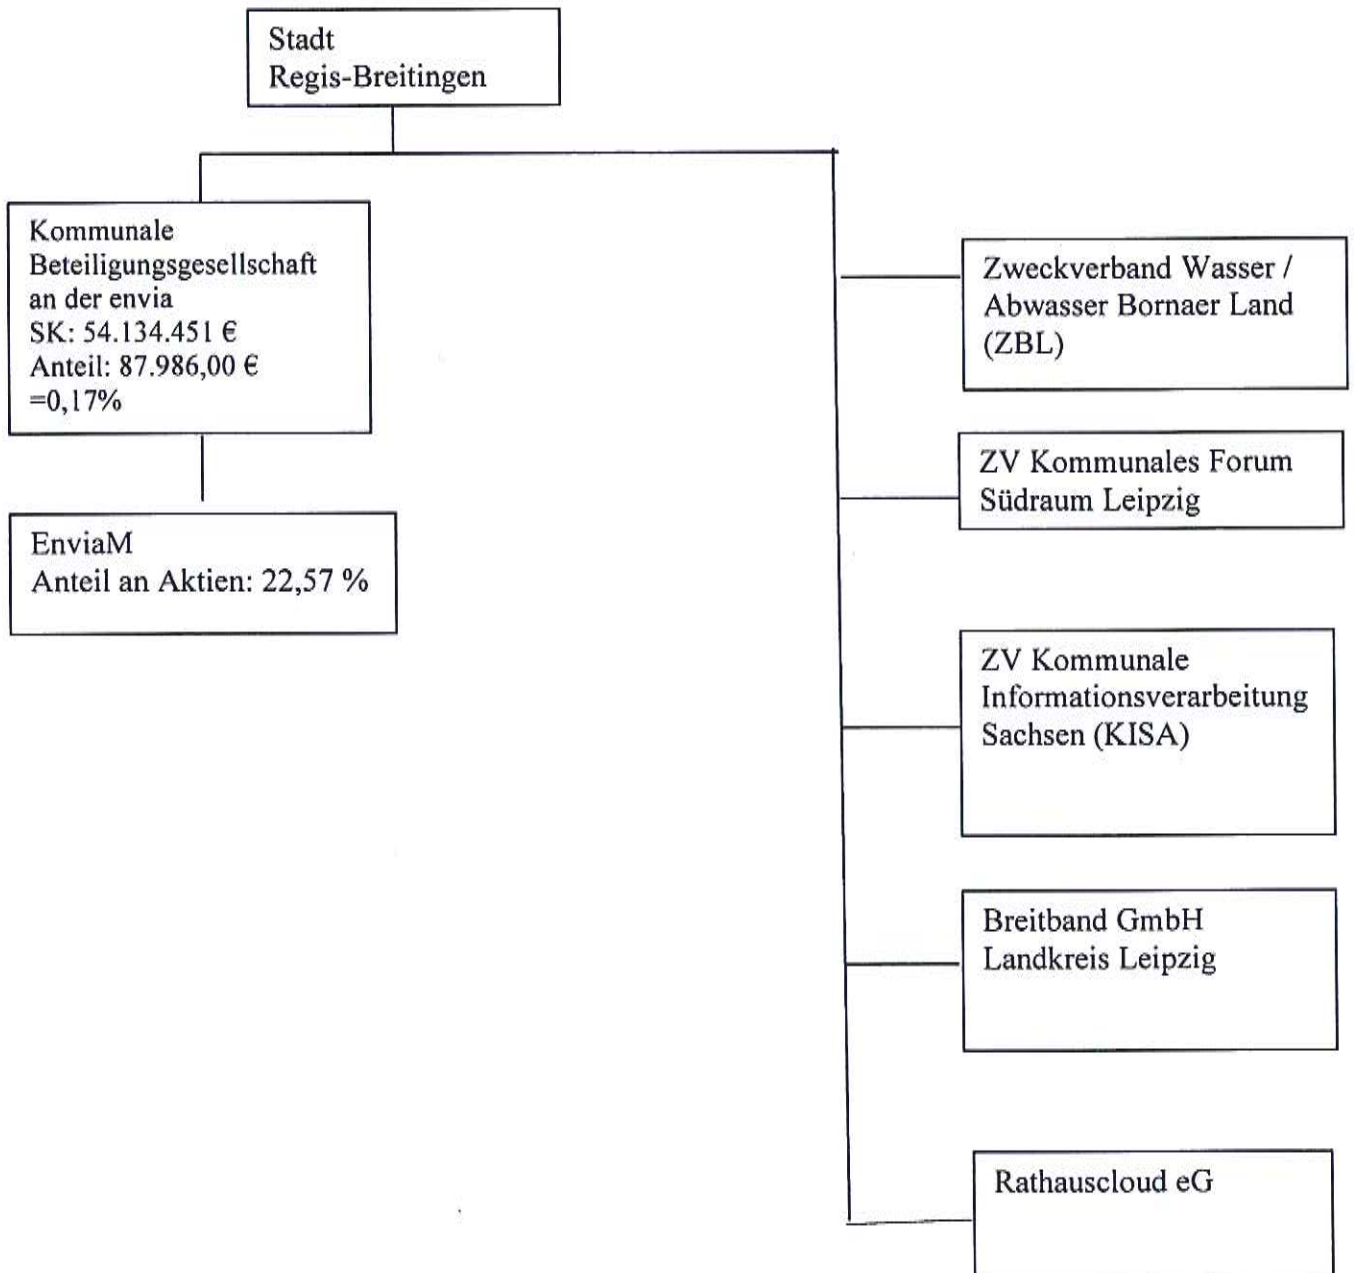 Stadt
Regis-Breitingen
Kommunale
Beteiligungsgesellschaft
an der envia
SK: 54.134.451 €
Anteil: 87.986,00 €
=0,17%
EnviaM
Anteil an Aktien: 22,57 %
Zweckverband Wasser /
Abwasser Bornaer Land
(ZBL)
ZV Kommunales Forum
Südraum Leipzig
ZV Kommunale
Informationsverarbeitung
Sachsen (KISA)
Breitband GmbH
Landkreis Leipzig
Rathauscloud eG